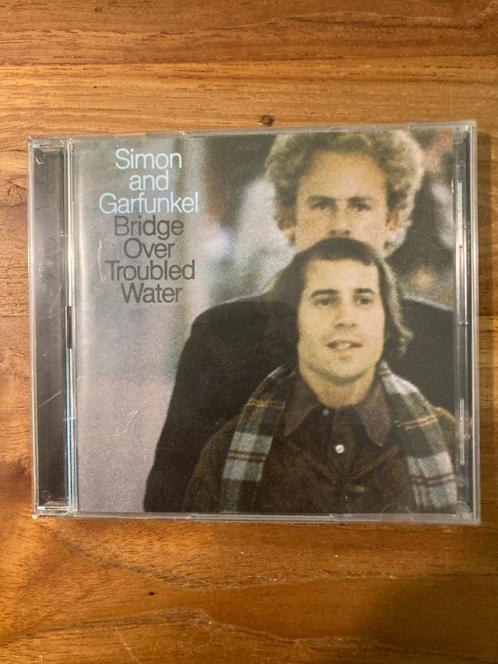 Simon
and
Garfunkel
Bridge
Over
Troubled
Water